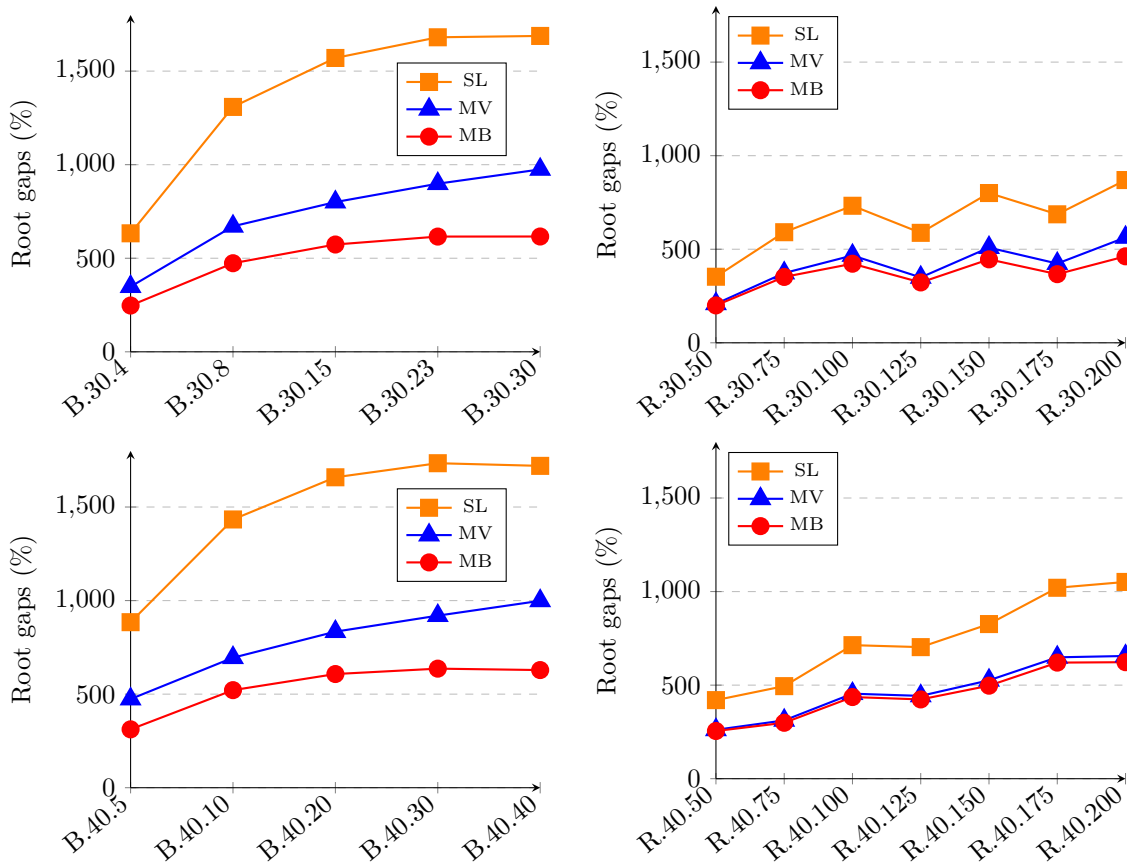 Root gaps (%)
1,500
1,000
500
0
SL
MV
MB
B.30.4
B.30.8
B.30.15
B.30.23
B.30.30
Root gaps (%)
1,500
1,000
500
0
SL
MV
MB
R.30.50
R.30.75
R.30.100
R.30.125
R.30.150
R.30.175
R.30.200
Root gaps (%)
1,500
1,000
500
0
SL
MV
MB
B.40.5
B.40.10
B.40.20
B.40.30
B.40.40
Root gaps (%)
1,500
1,000
500
0
SL
MV
MB
R.40.50
R.40.75
R.40.100
R.40.125
R.40.150
R.40.175
R.40.200